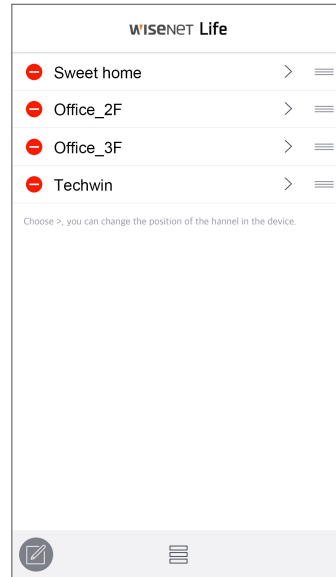 WISENET Life
Sweet home
Office_2F
Office_3F
Techwin
Choose >, you can change the position of the hannel in the device.